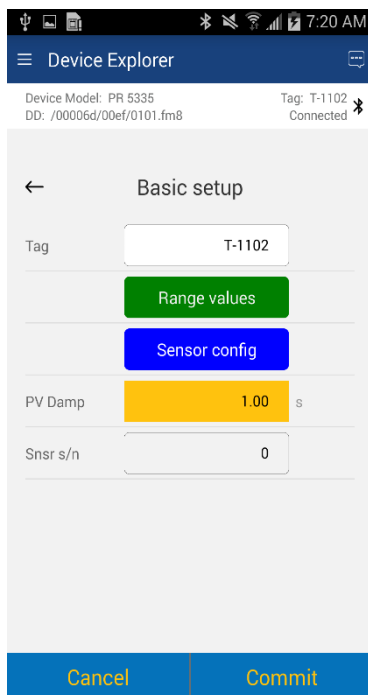 7:20 AM
Device Explorer
Device Model: PR 5335
Tag: T-1102
DD: /00006d/00ef/0101.fm8
Connected
Basic setup
Tag T-1102
Range values
Sensor config
PV Damp 1.00 s
Snsr s/n 0
Cancel Commit